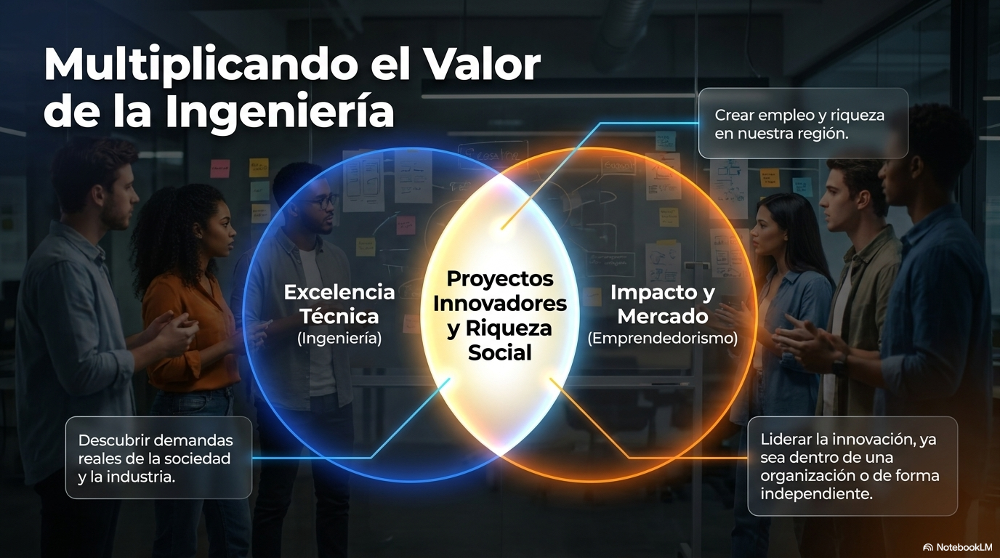 Multiplicando el Valor
de la Ingeniería
Crear empleo y riqueza
en nuestra región.
Excelencia
Técnica
(Ingeniería)
Proyectos
Innovadores
y Riqueza
Social
Impacto y
Mercado
(Emprendedorismo)
Descubrir demandas
reales de la sociedad
y la industria.
Liderar la innovación, ya
sea dentro de una
organización o de forma
independiente.
NotebookLM